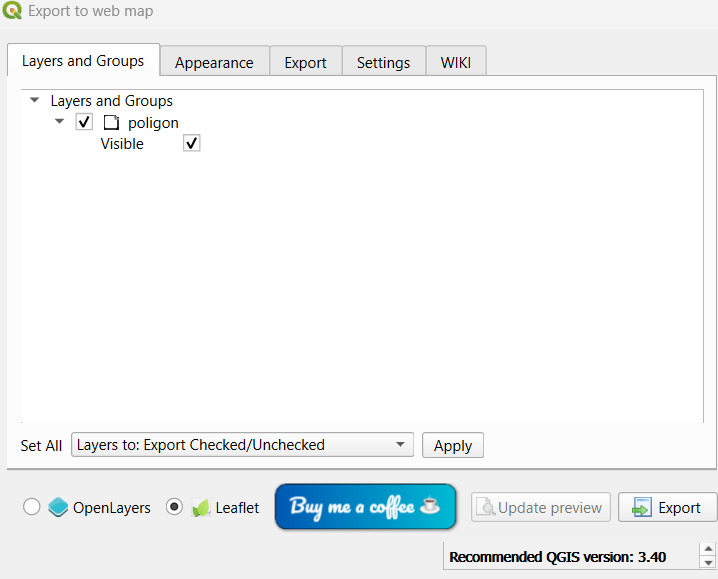 Export to web map
Layers and Groups Appearance Export Settings WIKI
Layers and Groups
poligon
Visible
Set All Layers to: Export Checked/Unchecked Apply
OpenLayers Leaflet Buy me a coffee Update preview Export
Recommended QGIS version: 3.40